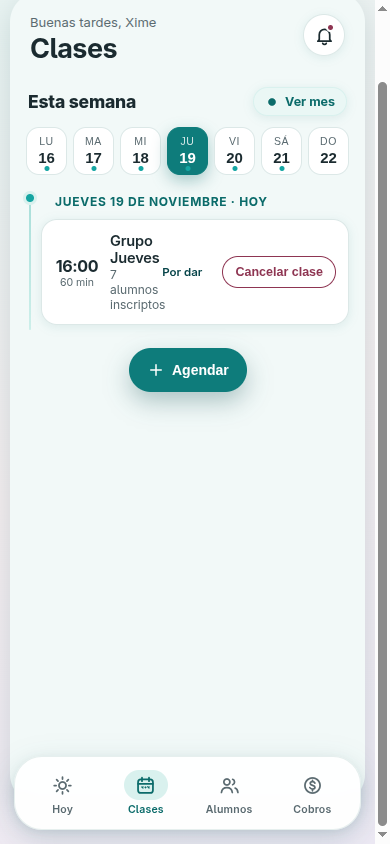 Buenas tardes, Xime
Clases
Esta semana
Ver mes
LU
MA
MI
JU
VI
SÁ
DO
16
17
18
19
20
21
22
JUEVES 19 DE NOVIEMBRE · HOY
16:00
60 min
Grupo
Jueves
7
alumnos
inscriptos
Por dar
Cancelar clase
+ Agendar
Hoy
Clases
Alumnos
Cobros